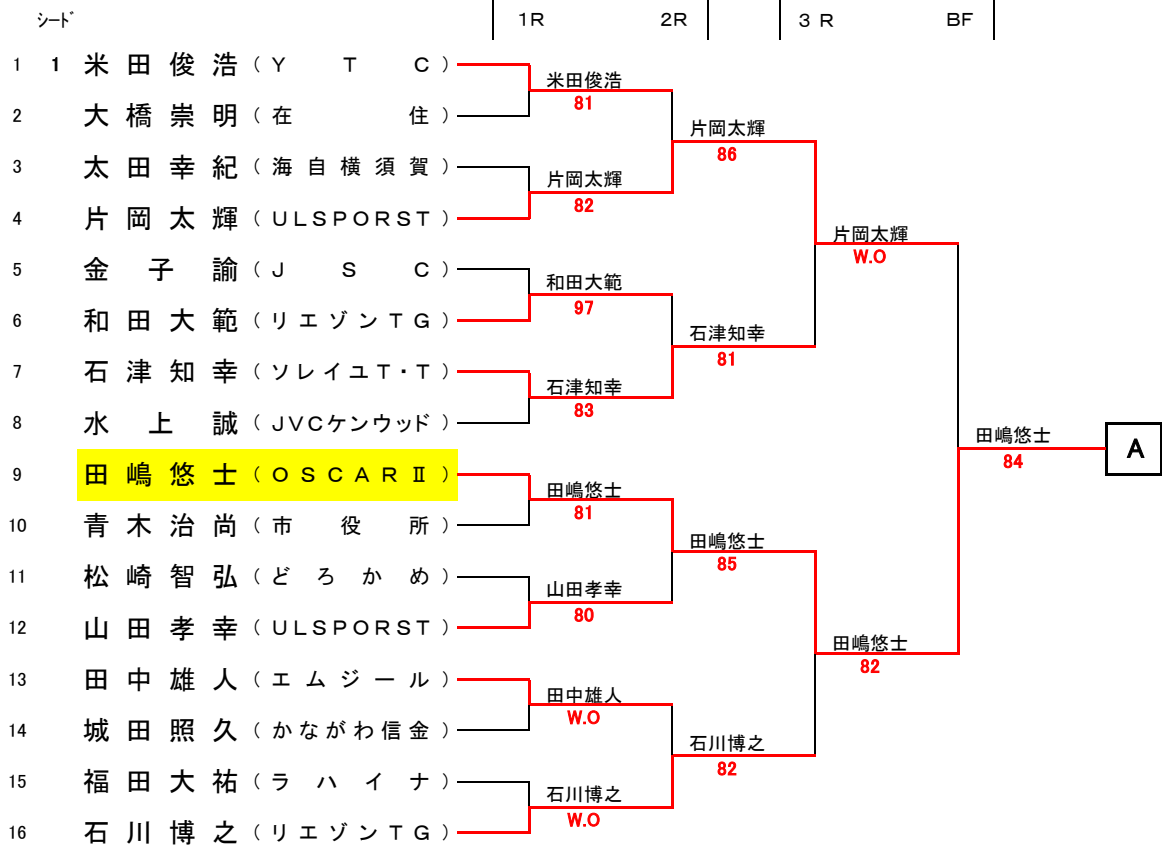 シード 1R 2R 3 R BF
1 1 米田俊浩（YTC）
米田俊浩
81
2 大橋崇明（在住）
片岡太輝
86
3 太田幸紀（海自横須賀）
片岡太輝
82
4 片岡太輝（ULSPORST）
片岡太輝
W.O
5 金子諭（JSC）
和田大範
97
6 和田大範（リエゾンTG）
石津知幸
81
7 石津知幸（ソレイユT・T）
石津知幸
83
8 水上誠（JVCケンウッド）
田嶋悠士
84
A
9 田嶋悠士（OSCARⅡ）
田嶋悠士
81
10 青木治尚（市役所）
田嶋悠士
85
11 松崎智弘（どろかめ）
山田孝幸
80
12 山田孝幸（ULSPORST）
田嶋悠士
82
13 田中雄人（エムジール）
田中雄人
W.O
14 城田照久（かながわ信金）
石川博之
82
15 福田大祐（ラハイナ）
石川博之
W.O
16 石川博之（リエゾンTG）